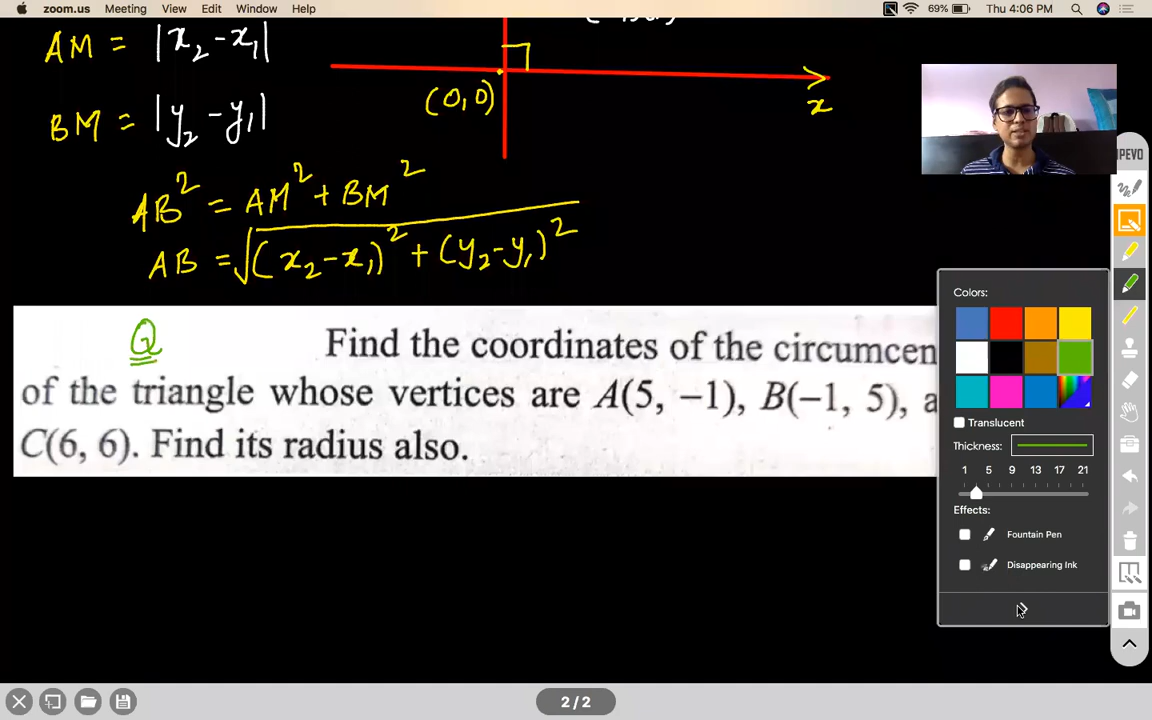 zoom.us Meeting View Edit Window Help 69% Thu 4:06 PM
AM = |x₂-x₁|
(0,0)
x
BM = |y₂-y₁|
IPEVO
AB² = AM² + BM²
AB = √(x₂-x₁)² + (y₂-y₁)²
Q
Find the coordinates of the circumcen
of the triangle whose vertices are A(5, −1), B(−1, 5), a
C(6, 6). Find its radius also.
Colors:
Translucent
Thickness:
1 5 9 13 17 21
Effects:
Fountain Pen
Disappearing Ink
2 / 2